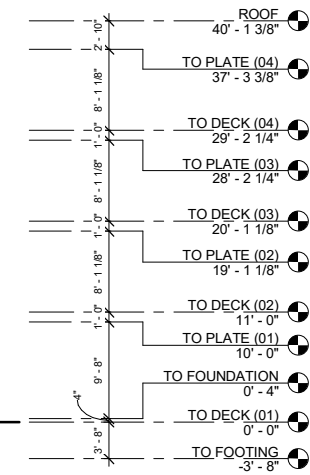 ROOF
40' - 1 3/8"
2' - 10"
TO PLATE (04)
37' - 3 3/8"
8' - 1 1/8"
TO DECK (04)
29' - 2 1/4"
1' - 0"
TO PLATE (03)
28' - 2 1/4"
8' - 1 1/8"
TO DECK (03)
20' - 1 1/8"
1' - 0"
TO PLATE (02)
19' - 1 1/8"
8' - 1 1/8"
TO DECK (02)
11' - 0"
1' - 0"
TO PLATE (01)
10' - 0"
9' - 8"
TO FOUNDATION
0' - 4"
4"
TO DECK (01)
0' - 0"
3' - 8"
TO FOOTING
-3' - 8"